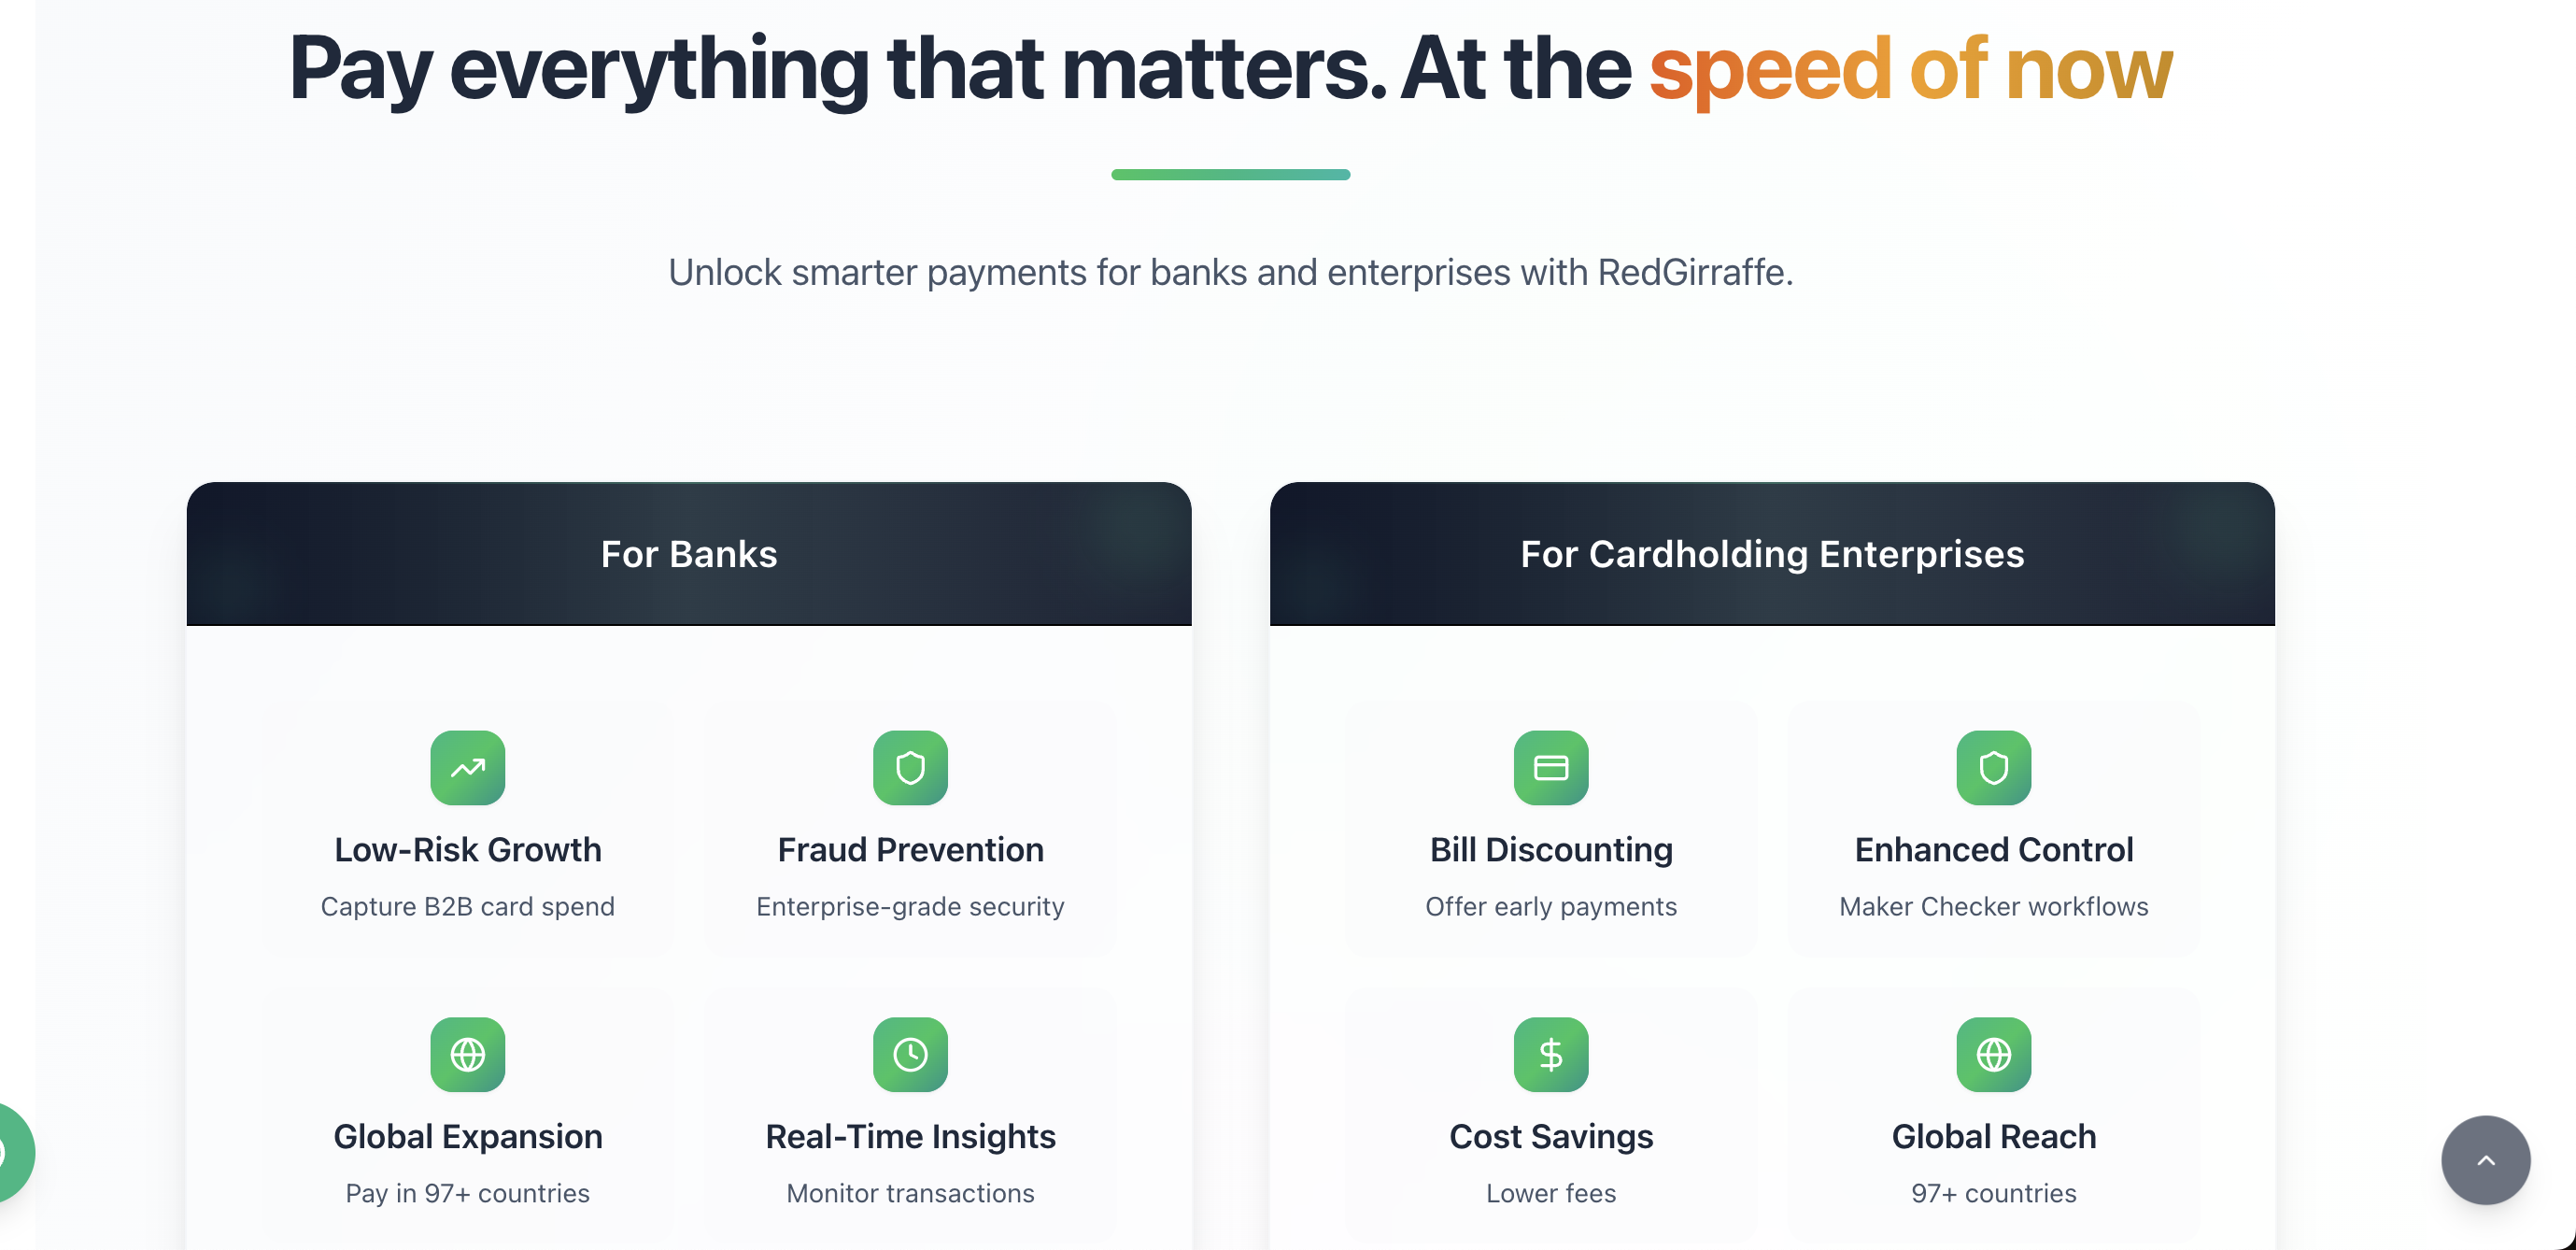 Pay everything that matters. At the speed of now
Unlock smarter payments for banks and enterprises with RedGirraffe.
For Banks
Low-Risk Growth
Capture B2B card spend
Fraud Prevention
Enterprise-grade security
Global Expansion
Pay in 97+ countries
Real-Time Insights
Monitor transactions
For Cardholding Enterprises
Bill Discounting
Offer early payments
Enhanced Control
Maker Checker workflows
Cost Savings
Lower fees
Global Reach
97+ countries